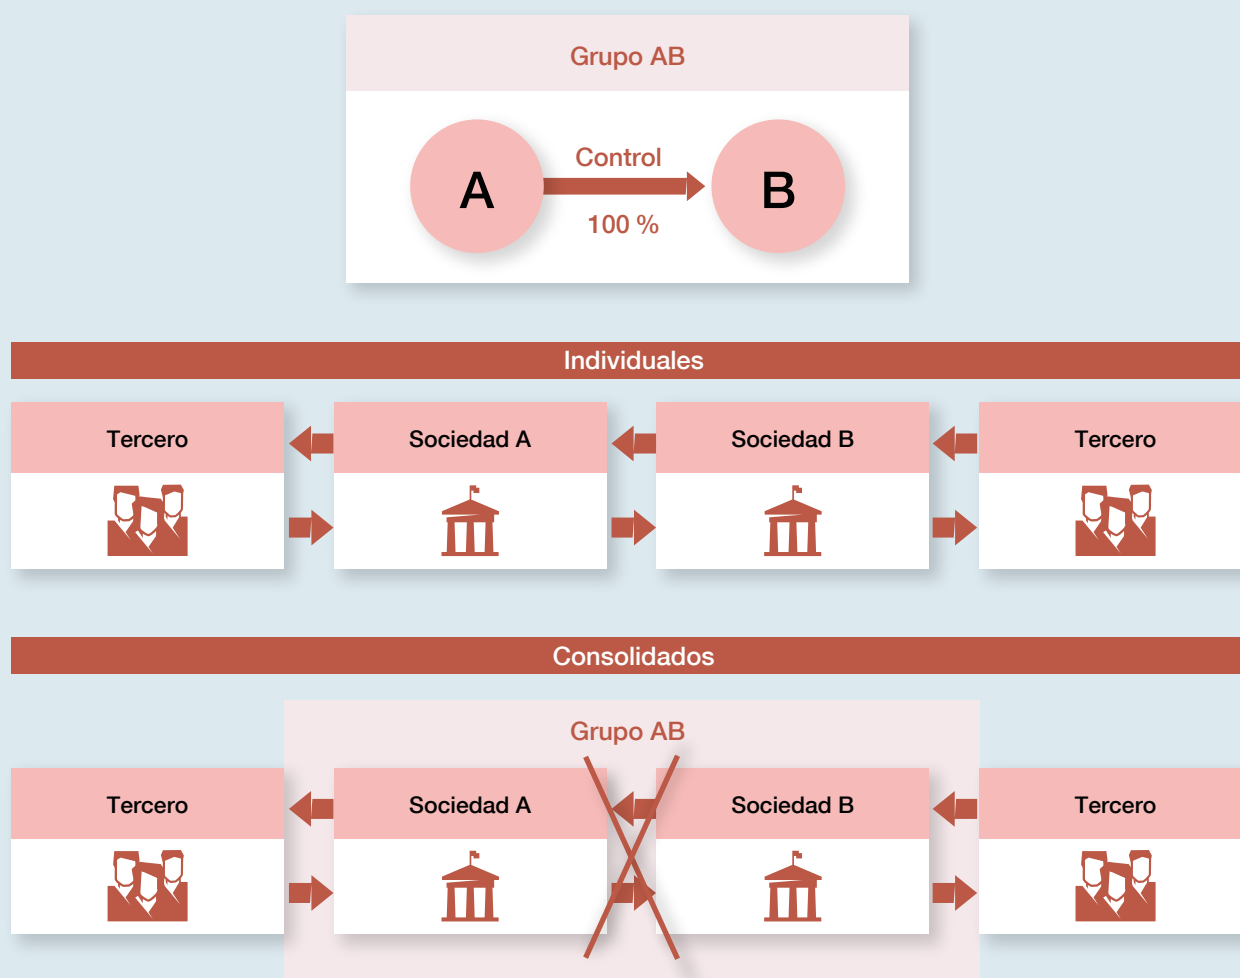 Grupo AB
A
Control
100 %
B
Individuales
Tercero
Sociedad A
Sociedad B
Tercero
Consolidados
Grupo AB
Tercero
Sociedad A
Sociedad B
Tercero